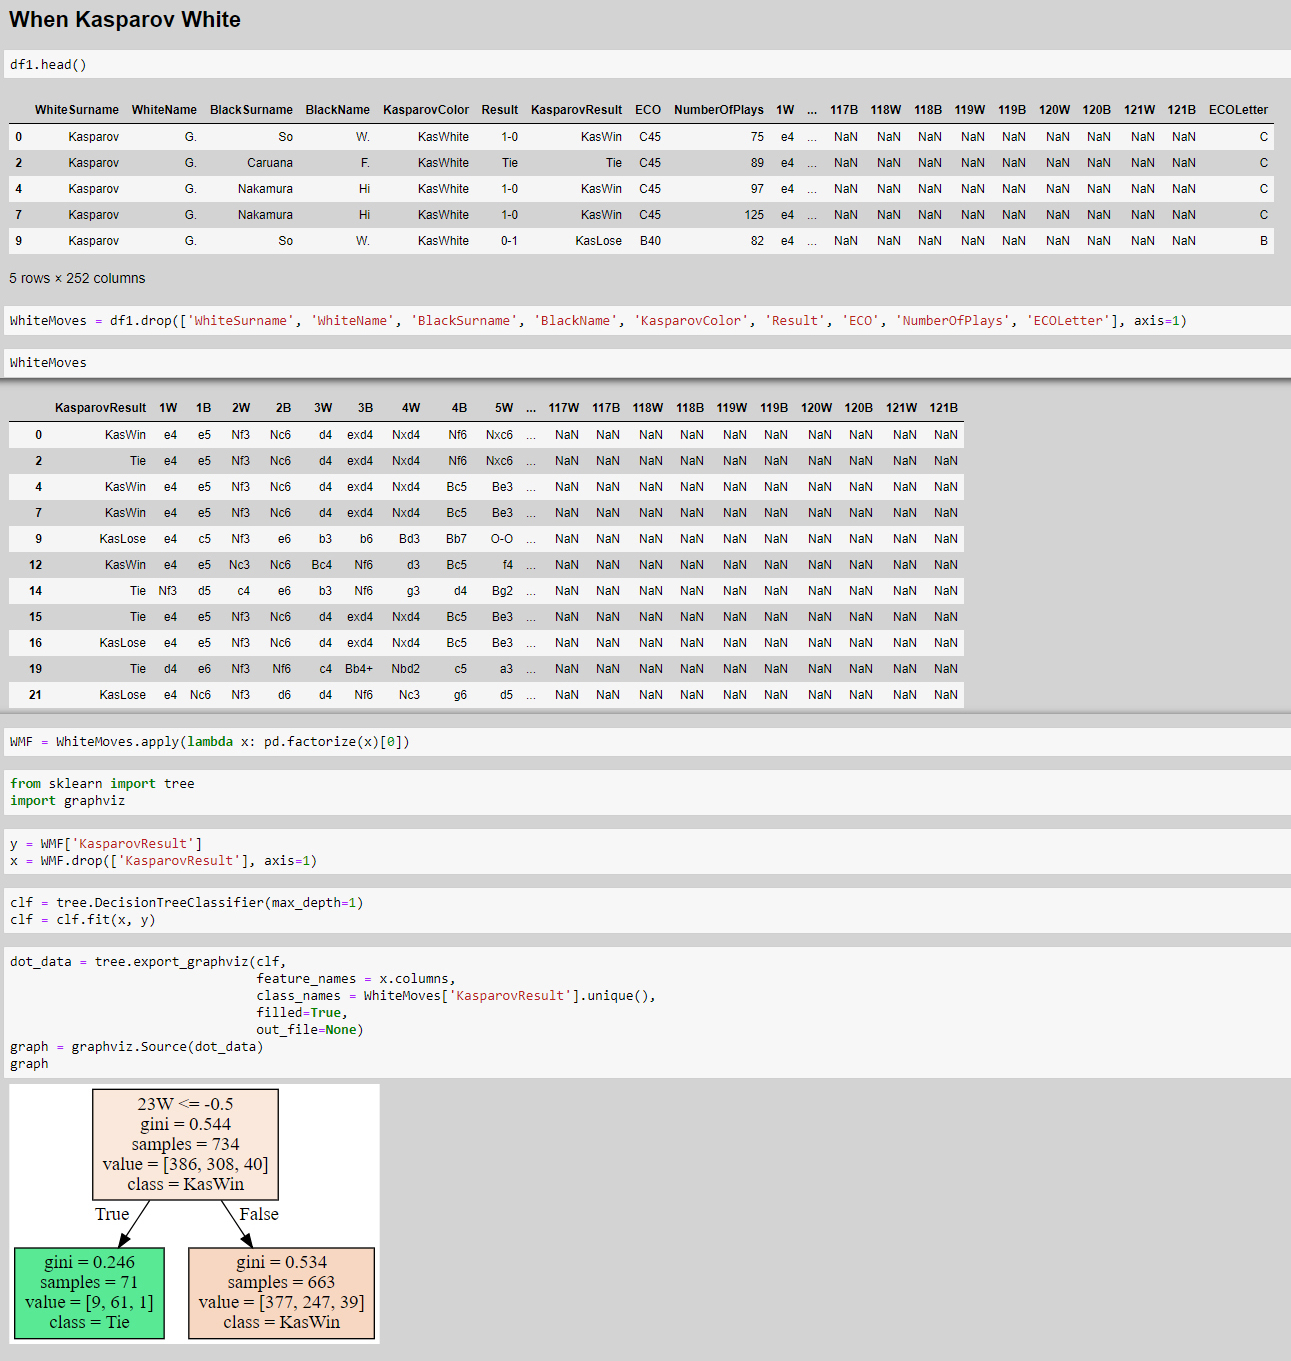 When Kasparov White
df1.head()
WhiteSurname WhiteName BlackSurname BlackName KasparovColor Result KasparovResult ECO NumberOfPlays 1W ... 117B 118W 118B 119W 119B 120W 120B 121W 121B ECOLetter
0 Kasparov G. So W. KasWhite 1-0 KasWin C45 75 e4 ... NaN NaN NaN NaN NaN NaN NaN NaN NaN C
2 Kasparov G. Caruana F. KasWhite Tie Tie C45 89 e4 ... NaN NaN NaN NaN NaN NaN NaN NaN NaN C
4 Kasparov G. Nakamura Hi KasWhite 1-0 KasWin C45 97 e4 ... NaN NaN NaN NaN NaN NaN NaN NaN NaN C
7 Kasparov G. Nakamura Hi KasWhite 1-0 KasWin C45 125 e4 ... NaN NaN NaN NaN NaN NaN NaN NaN NaN C
9 Kasparov G. So W. KasWhite 0-1 KasLose B40 82 e4 ... NaN NaN NaN NaN NaN NaN NaN NaN NaN B
5 rows × 252 columns
WhiteMoves = df1.drop(['WhiteSurname', 'WhiteName', 'BlackSurname', 'BlackName', 'KasparovColor', 'Result', 'ECO', 'NumberOfPlays', 'ECOLetter'], axis=1)
WhiteMoves
KasparovResult 1W 1B 2W 2B 3W 3B 4W 4B 5W ... 117W 117B 118W 118B 119W 119B 120W 120B 121W 121B
0 KasWin e4 e5 Nf3 Nc6 d4 exd4 Nxd4 Nf6 Nxc6 ... NaN NaN NaN NaN NaN NaN NaN NaN NaN NaN
2 Tie e4 e5 Nf3 Nc6 d4 exd4 Nxd4 Nf6 Nxc6 ... NaN NaN NaN NaN NaN NaN NaN NaN NaN NaN
4 KasWin e4 e5 Nf3 Nc6 d4 exd4 Nxd4 Bc5 Be3 ... NaN NaN NaN NaN NaN NaN NaN NaN NaN NaN
7 KasWin e4 e5 Nf3 Nc6 d4 exd4 Nxd4 Bc5 Be3 ... NaN NaN NaN NaN NaN NaN NaN NaN NaN NaN
9 KasLose e4 c5 Nf3 e6 b3 b6 Bd3 Bb7 O-O ... NaN NaN NaN NaN NaN NaN NaN NaN NaN NaN
12 KasWin e4 e5 Nc3 Nc6 Bc4 Nf6 d3 Bc5 f4 ... NaN NaN NaN NaN NaN NaN NaN NaN NaN NaN
14 Tie Nf3 d5 c4 e6 b3 Nf6 g3 d4 Bg2 ... NaN NaN NaN NaN NaN NaN NaN NaN NaN NaN
15 Tie e4 e5 Nf3 Nc6 d4 exd4 Nxd4 Bc5 Be3 ... NaN NaN NaN NaN NaN NaN NaN NaN NaN NaN
16 KasLose e4 e5 Nf3 Nc6 d4 exd4 Nxd4 Bc5 Be3 ... NaN NaN NaN NaN NaN NaN NaN NaN NaN NaN
19 Tie d4 e6 Nf3 Nf6 c4 Bb4+ Nbd2 c5 a3 ... NaN NaN NaN NaN NaN NaN NaN NaN NaN NaN
21 KasLose e4 Nc6 Nf3 d6 d4 Nf6 Nc3 g6 d5 ... NaN NaN NaN NaN NaN NaN NaN NaN NaN NaN
WMF = WhiteMoves.apply(lambda x: pd.factorize(x)[0])
from sklearn import tree
import graphviz
y = WMF['KasparovResult']
x = WMF.drop(['KasparovResult'], axis=1)
clf = tree.DecisionTreeClassifier(max_depth=1)
clf = clf.fit(x, y)
dot_data = tree.export_graphviz(clf,
feature_names = x.columns,
class_names = WhiteMoves['KasparovResult'].unique(),
filled=True,
out_file=None)
graph = graphviz.Source(dot_data)
graph
23W <= -0.5
gini = 0.544
samples = 734
value = [386, 308, 40]
class = KasWin
True
False
gini = 0.246
samples = 71
value = [9, 61, 1]
class = Tie
gini = 0.534
samples = 663
value = [377, 247, 39]
class = KasWin